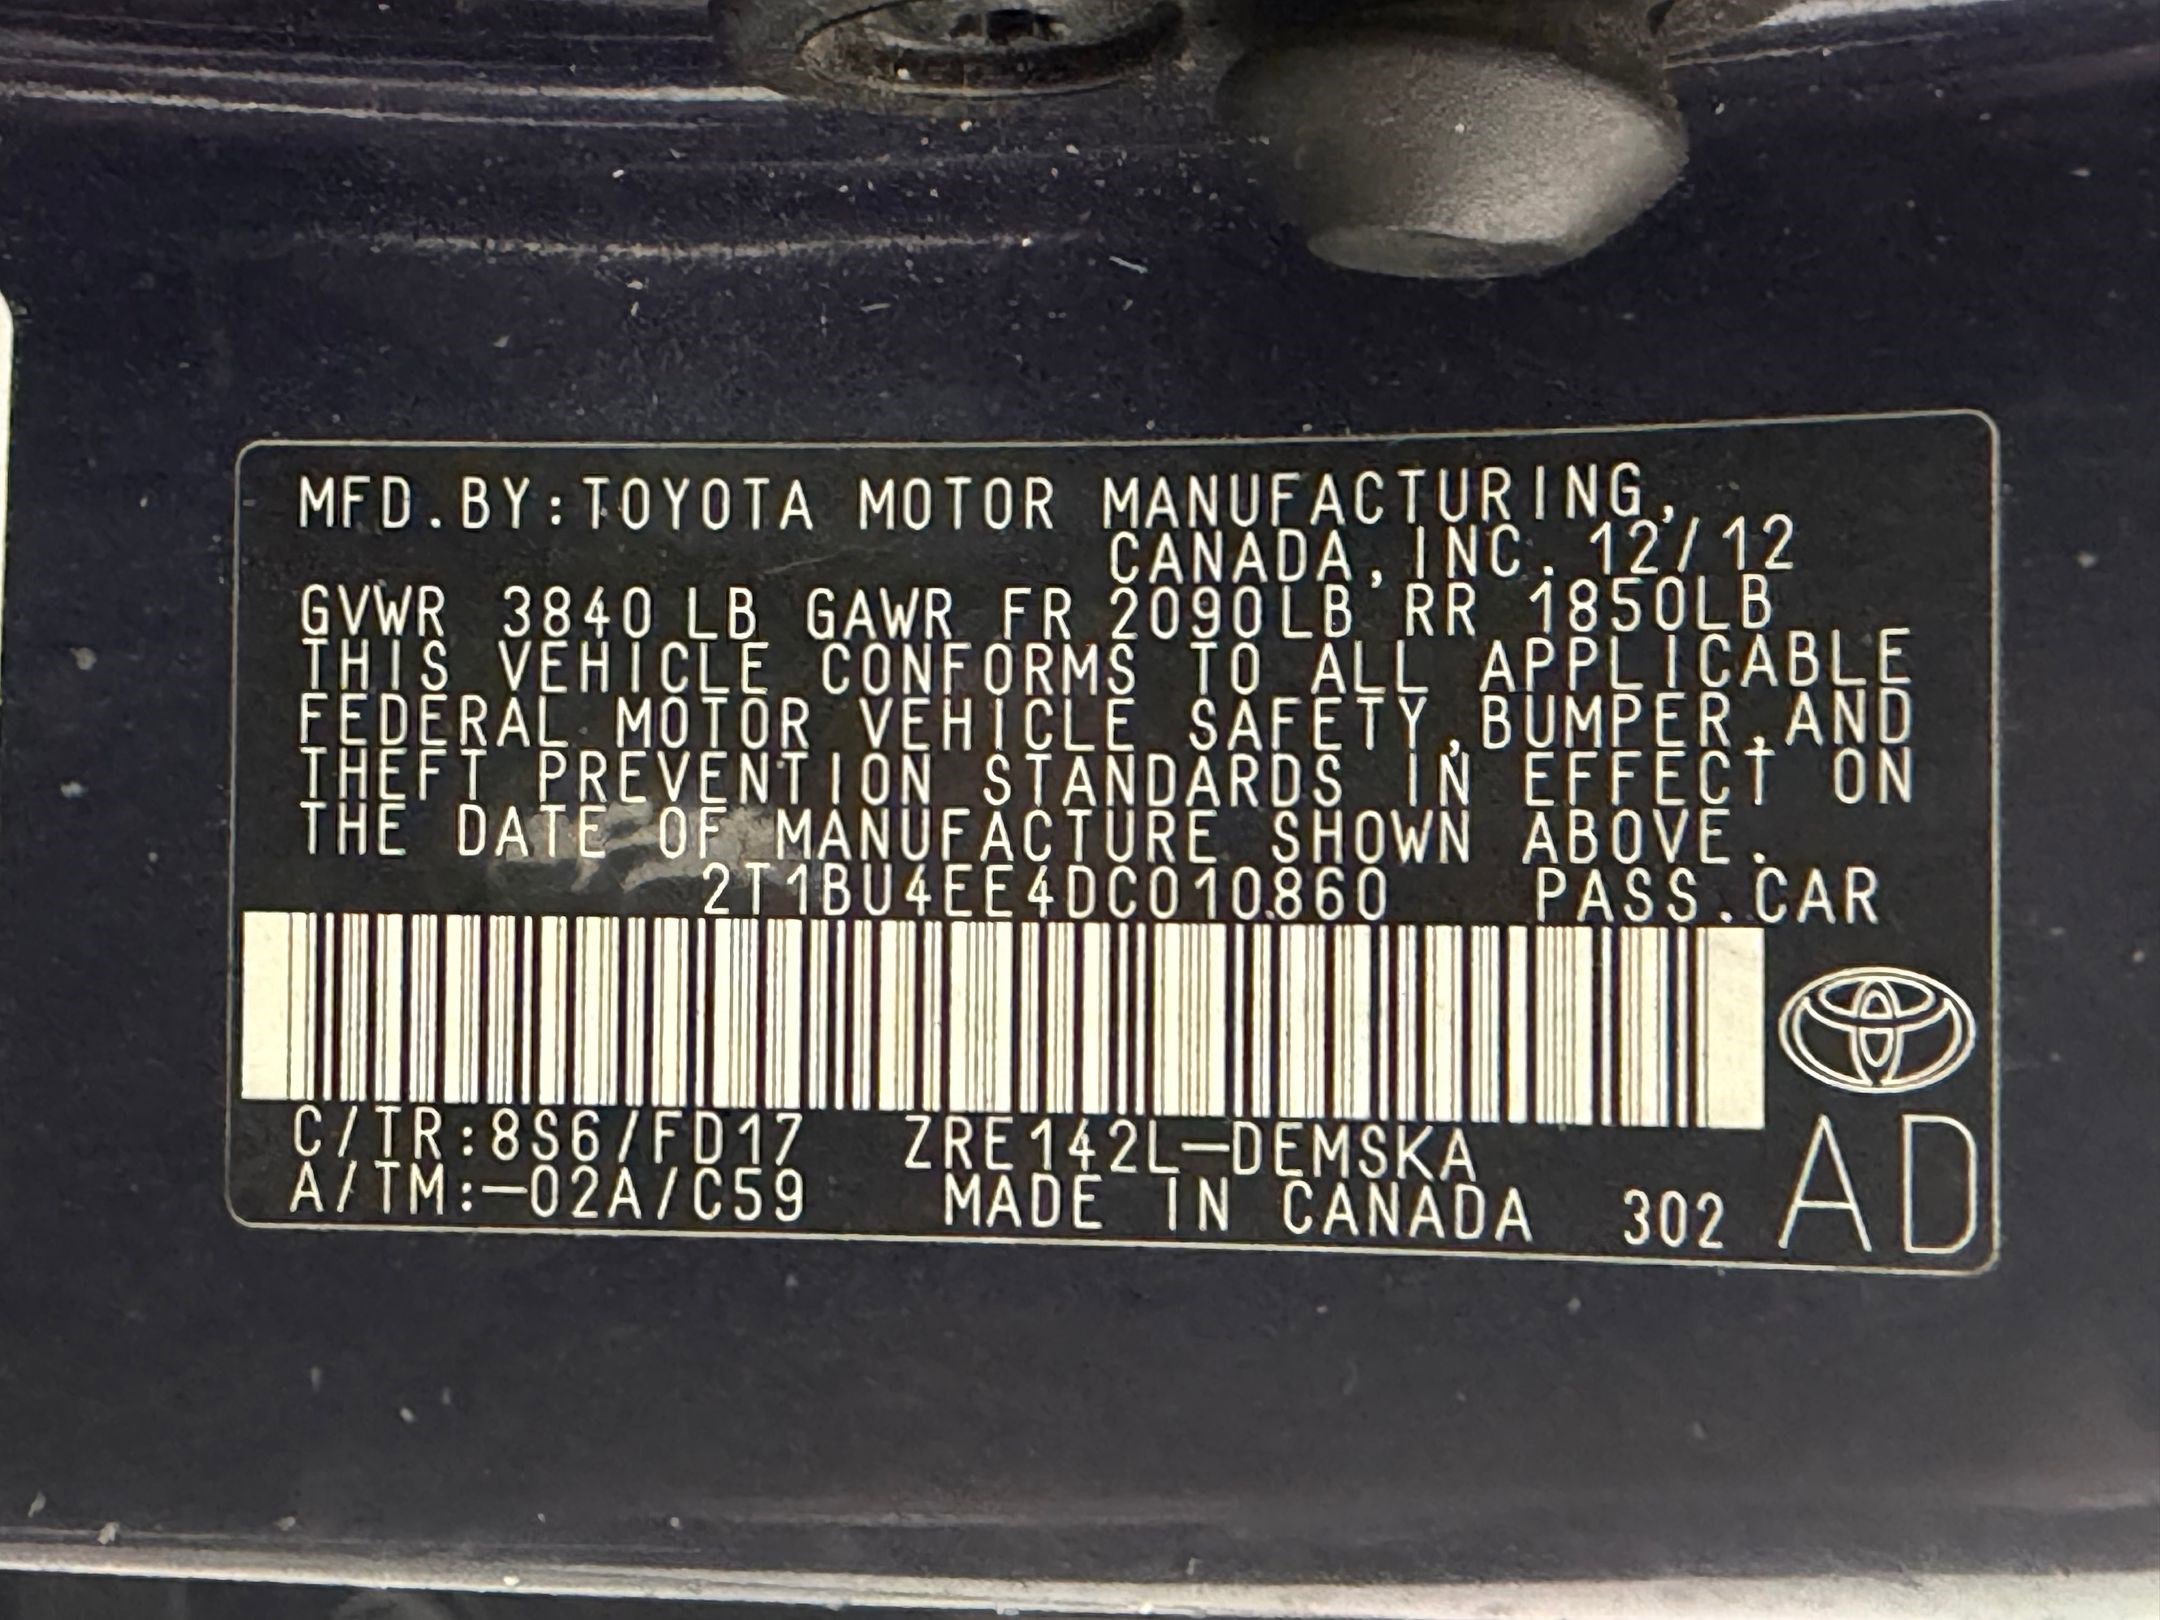 MFD.BY:TOYOTA MOTOR MANUFACTURING,
CANADA,INC. 12/12
GVWR 3840LB GAWR FR 2090LB RR 1850LB
THIS VEHICLE CONFORMS TO ALL APPLICABLE
FEDERAL MOTOR VEHICLE SAFETY,BUMPER,AND
THEFT PREVENTION STANDARDS IN EFFECT ON
THE DATE OF MANUFACTURE SHOWN ABOVE.
2T1BU4EE4DC010860 PASS.CAR
C/TR:8S6/FD17 ZRE142L-DEMSKA
A/TM:-02A/C59 MADE IN CANADA 302
AD